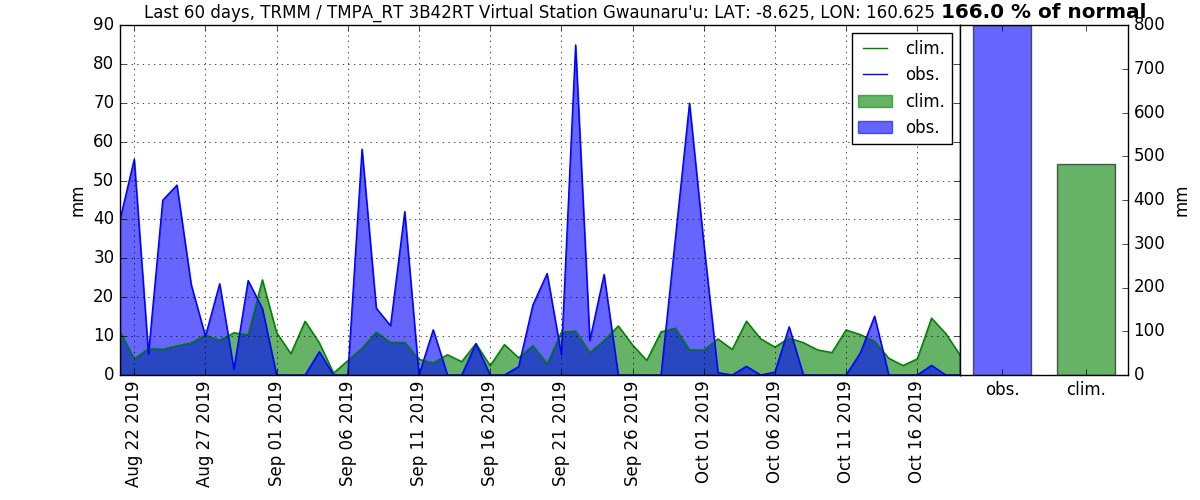 Last 60 days, TRMM / TMPA_RT 3B42RT Virtual Station Gwaunaru'u: LAT: -8.625, LON: 160.625 166.0 % of normal
90
80
70
60
50
40
30
20
10
0
mm
clim.
obs.
clim.
obs.
800
700
600
500
400
300
200
100
0
mm
Aug 22 2019
Aug 27 2019
Sep 01 2019
Sep 06 2019
Sep 11 2019
Sep 16 2019
Sep 21 2019
Sep 26 2019
Oct 01 2019
Oct 06 2019
Oct 11 2019
Oct 16 2019
obs.
clim.